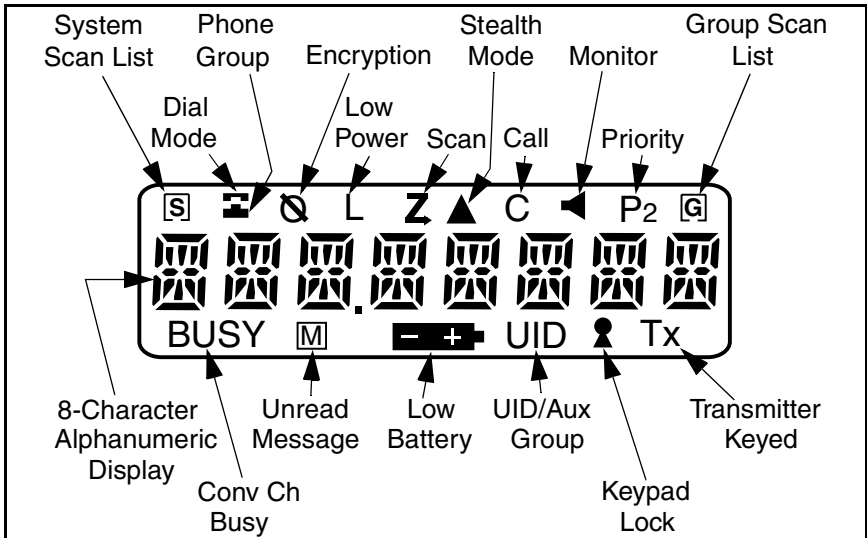 System
Scan List
Phone
Group
Encryption
Stealth
Mode
Monitor
Group Scan
List
Dial
Mode
Low
Power
Scan
Call
Priority
S
L
Z
C
P2
G
BUSY
M
UID
Tx
8-Character
Alphanumeric
Display
Unread
Message
Low
Battery
UID/Aux
Group
Transmitter
Keyed
Conv Ch
Busy
Keypad
Lock